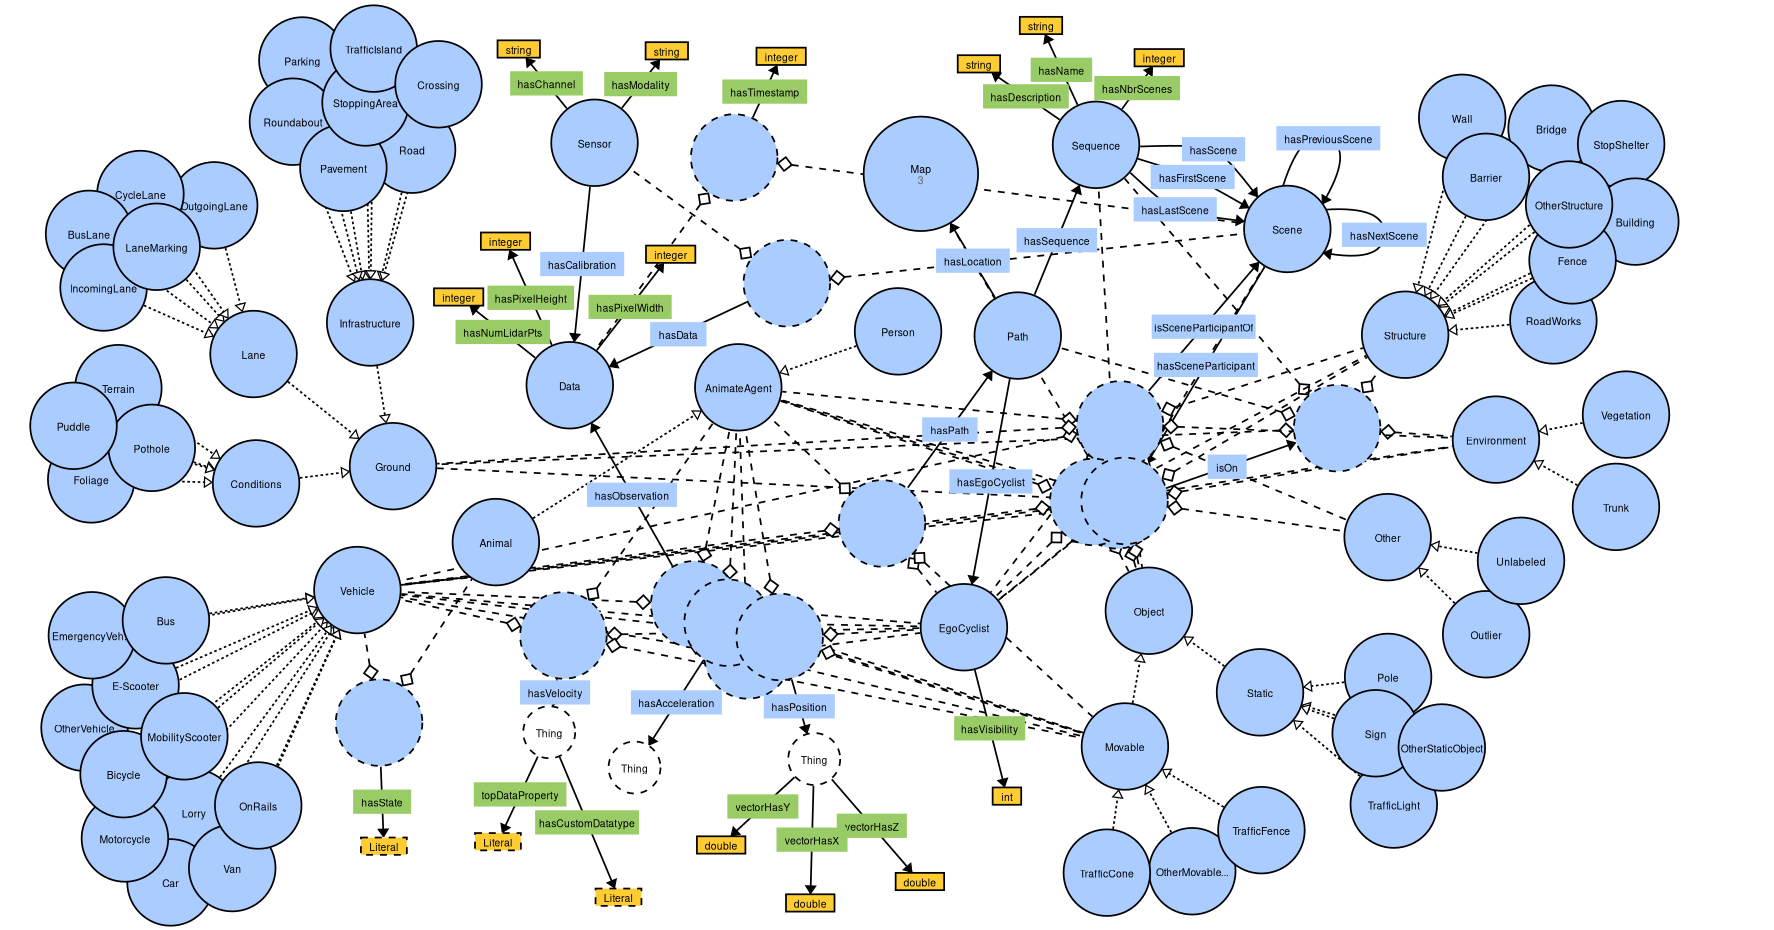 string
TrafficIsland
string
string
integer
integer
string
Parking
hasChannel
hasModality
hasTimestamp
hasName
hasDescription
hasNbrScenes
Crossing
StoppingArea
Roundabout
Road
Pavement
Sensor
Map
3
Sequence
hasScene
hasPreviousScene
hasFirstScene
hasLastScene
hasNextScene
Scene
Wall
Bridge
StopShelter
Barrier
OtherStructure
Building
Fence
RoadWorks
Structure
CycleLane
OutgoingLane
BusLane
LaneMarking
IncomingLane
Lane
Infrastructure
integer
integer
integer
hasCalibration
hasPixelHeight
hasPixelWidth
hasNumLidarPts
hasData
hasLocation
hasSequence
Person
Path
isSceneParticipantOf
hasSceneParticipant
Data
AnimateAgent
Terrain
Puddle
Pothole
Foliage
Conditions
Ground
hasPath
hasEgoCyclist
isOn
Environment
Vegetation
Trunk
hasObservation
Animal
Other
Unlabeled
Outlier
Vehicle
Bus
EmergencyVehi
E-Scooter
OtherVehicle
MobilityScooter
Bicycle
Lorry
OnRails
Motorcycle
Car
Van
EgoCyclist
Object
Static
Pole
Sign
OtherStaticObject
TrafficLight
hasVelocity
hasAcceleration
hasPosition
hasVisibility
Thing
Thing
Thing
Movable
hasState
topDataProperty
hasCustomDatatype
vectorHasY
vectorHasX
vectorHasZ
int
Literal
Literal
Literal
double
double
double
TrafficFence
TrafficCone
OtherMovable...